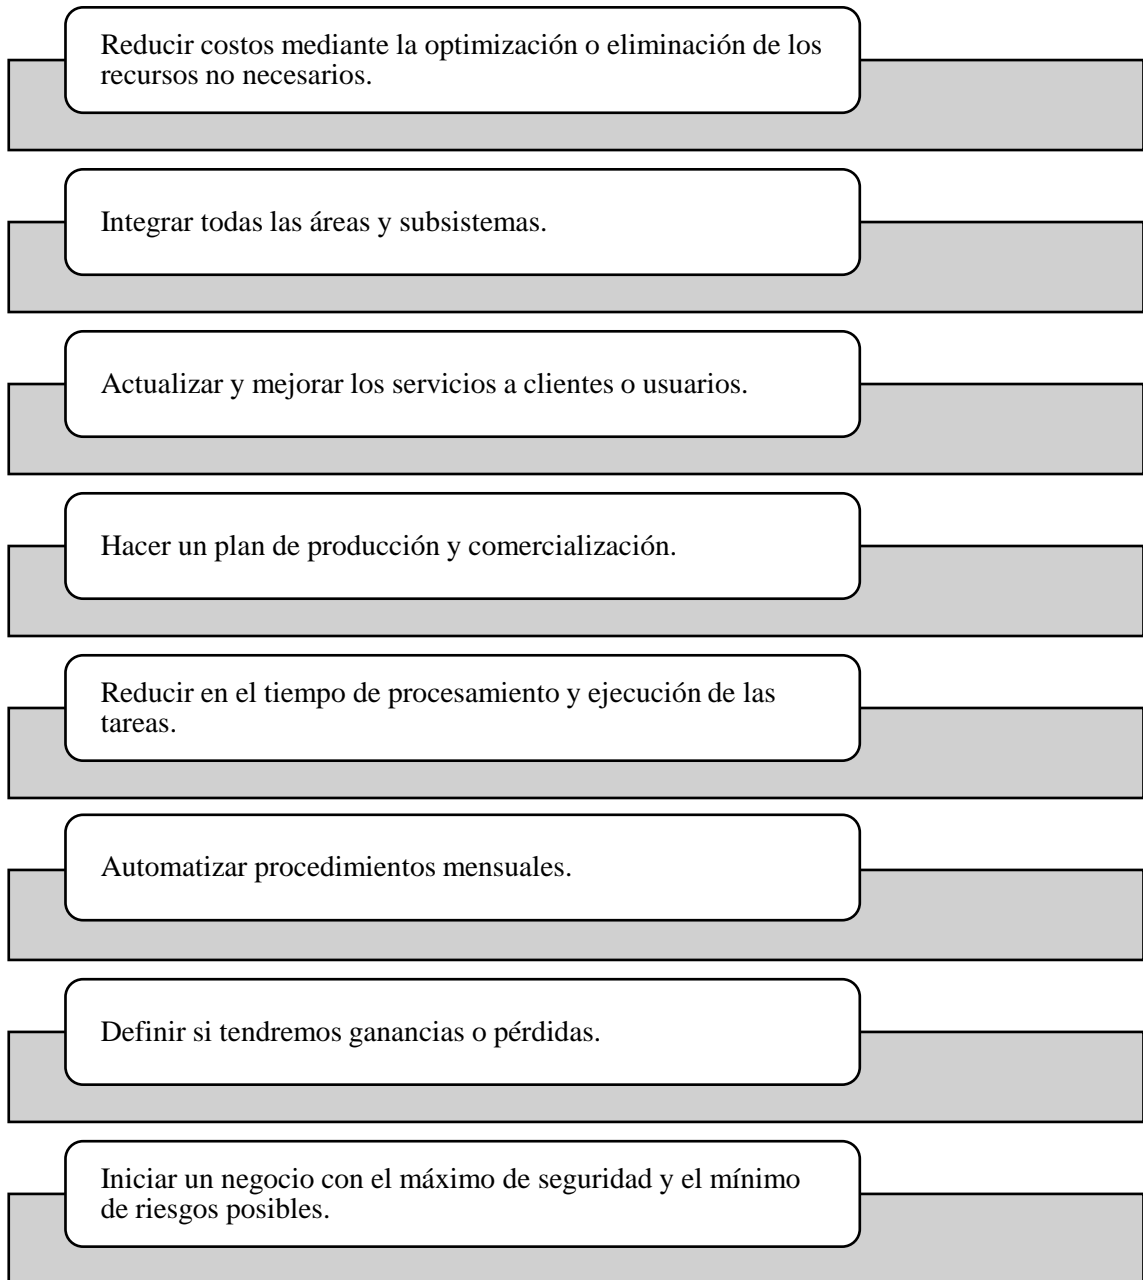 Reducir costos mediante la optimización o eliminación de los
recursos no necesarios.
Integrar todas las áreas y subsistemas.
Actualizar y mejorar los servicios a clientes o usuarios.
Hacer un plan de producción y comercialización.
Reducir en el tiempo de procesamiento y ejecución de las
tareas.
Automatizar procedimientos mensuales.
Definir si tendremos ganancias o pérdidas.
Iniciar un negocio con el máximo de seguridad y el mínimo
de riesgos posibles.